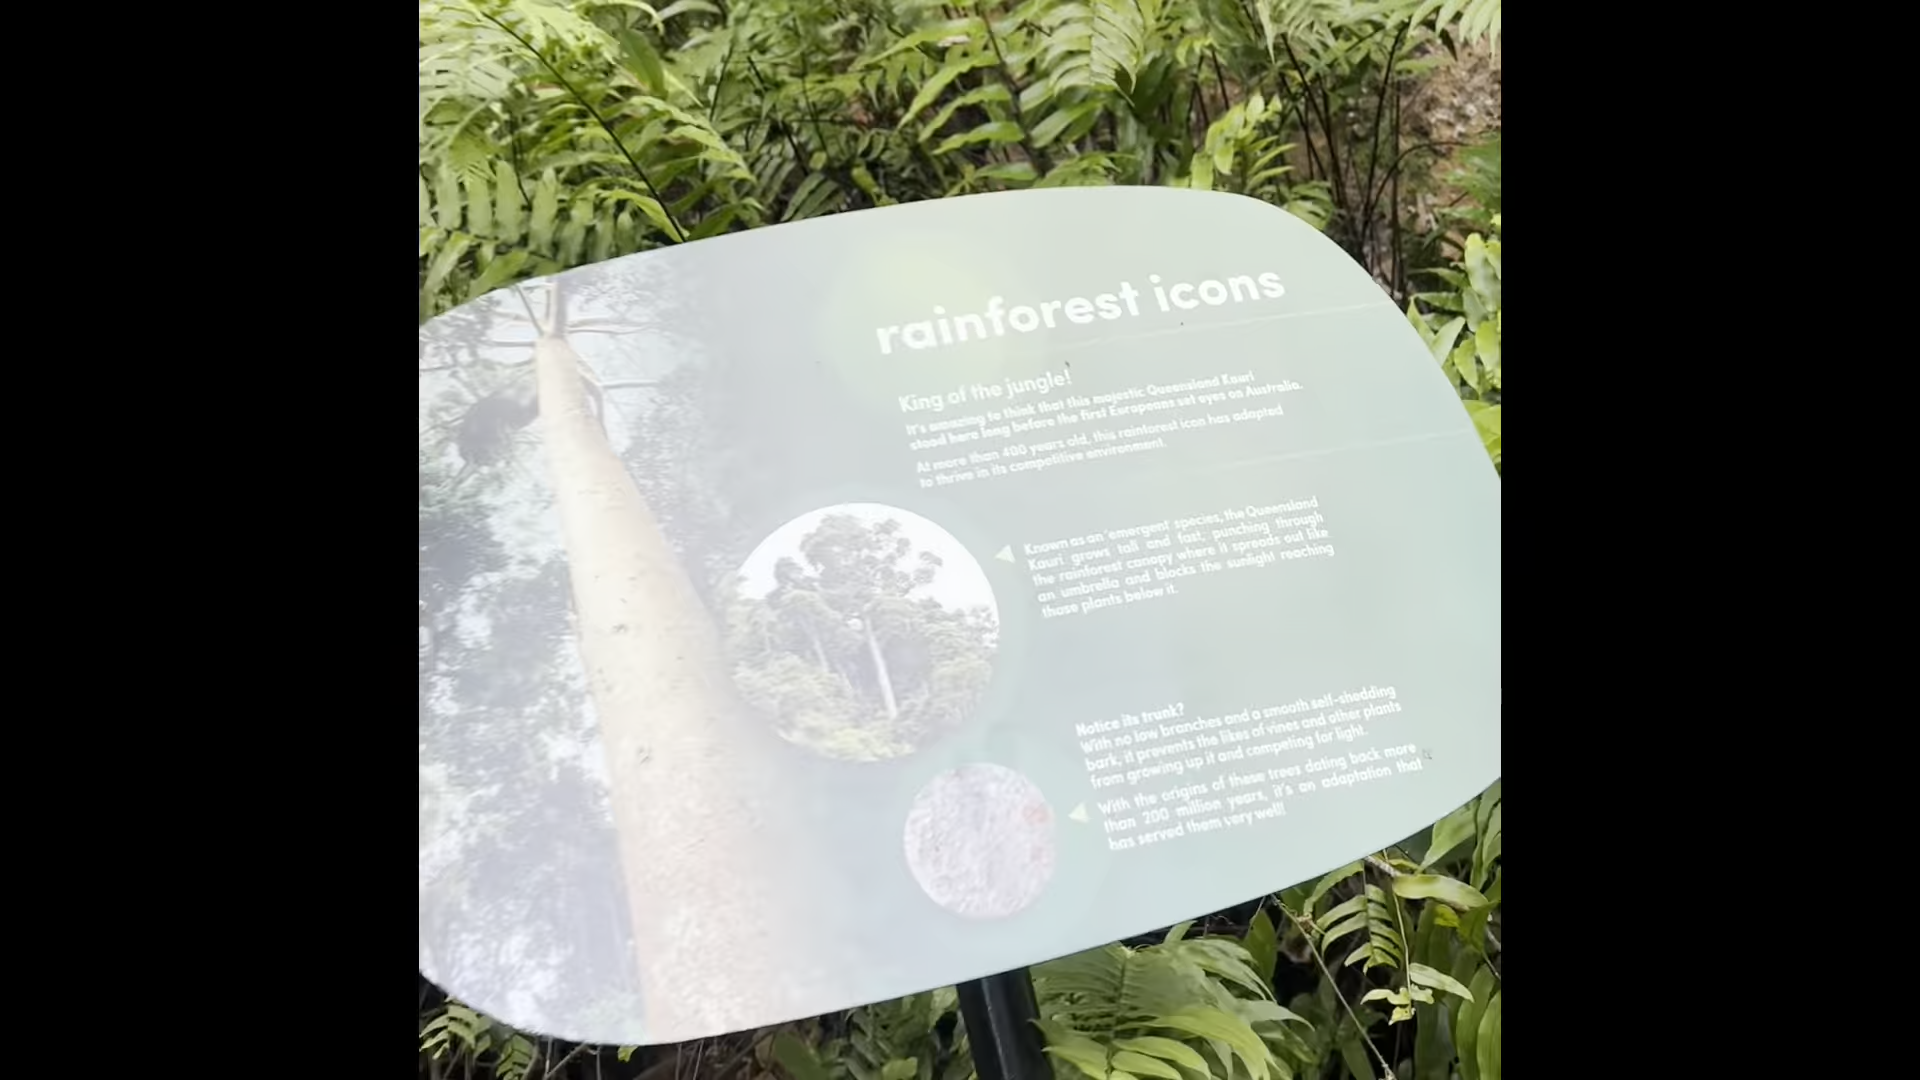 rainforest icons
King of the jungle!
It's amazing to think that this majestic Queensland Kauri
stood here long before the first Europeans set eyes on Australia.
At more than 400 years old, this rainforest icon has adapted
to thrive in its competitive environment.
Known as an 'emergent' species, the Queensland
Kauri grows tall and fast, punching through
the rainforest canopy where it spreads out like
an umbrella and blocks the sunlight reaching
those plants below it.
Notice its trunk?
With no low branches and a smooth self-shedding
bark, it prevents the likes of vines and other plants
from growing up it and competing for light.
With the origins of these trees dating back more
than 200 million years, it's an adaptation that
has served them very well!